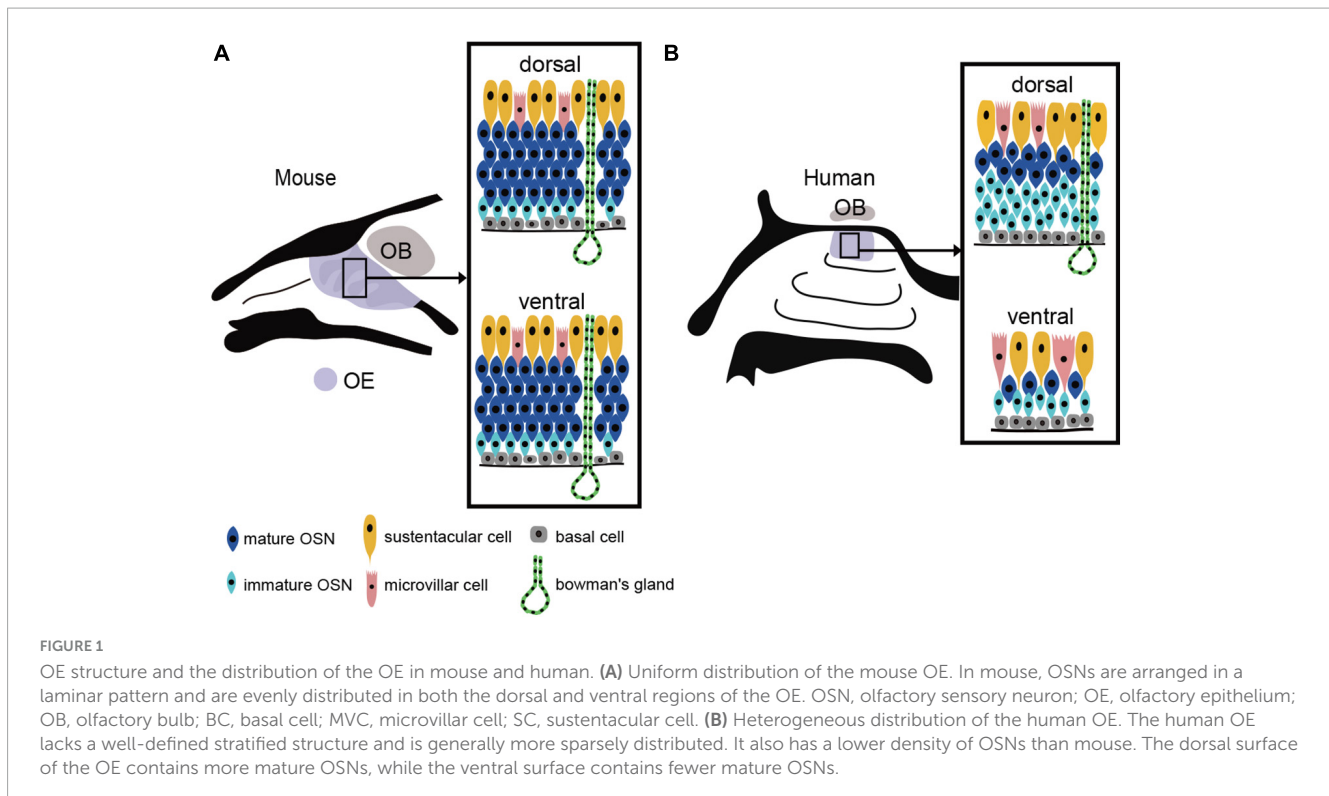 A
B
dorsal
dorsal
Mouse
Human
OB
OB
ventral
ventral
OE
mature OSN
sustentacular cell
basal cell
immature OSN
microvillar cell
bowman's gland
FIGURE 1
OE structure and the distribution of the OE in mouse and human. (A) Uniform distribution of the mouse OE. In mouse, OSNs are arranged in a
laminar pattern and are evenly distributed in both the dorsal and ventral regions of the OE. OSN, olfactory sensory neuron; OE, olfactory epithelium;
OB, olfactory bulb; BC, basal cell; MVC, microvillar cell; SC, sustentacular cell. (B) Heterogeneous distribution of the human OE. The human OE
lacks a well-defined stratified structure and is generally more sparsely distributed. It also has a lower density of OSNs than mouse. The dorsal surface
of the OE contains more mature OSNs, while the ventral surface contains fewer mature OSNs.